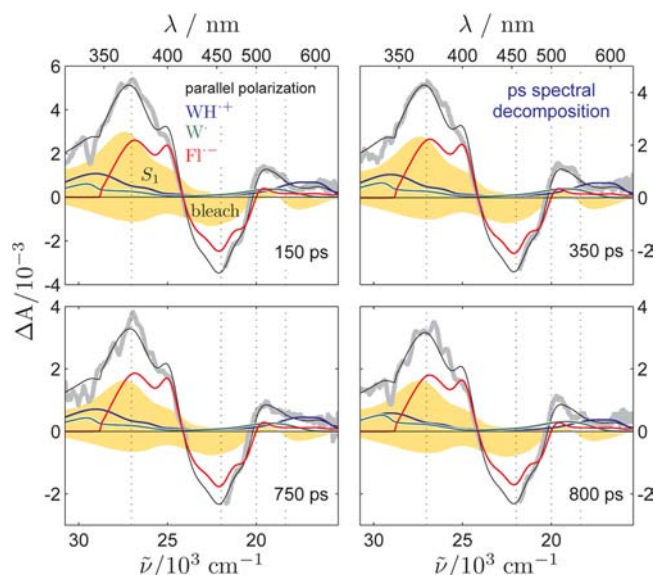 λ / nm λ / nm
350 400 450 500 600 350 400 450 500 600
6
4
2
0
-2
-4
parallel polarization
WH·+
W·
Fl·−
S1
bleach
150 ps
ps spectral
decomposition
350 ps
4
2
0
-2
ΔA/10−3
4
2
0
-2
750 ps
800 ps
4
2
0
-2
30 25 20 30 25 20
ν̃/10³ cm−1 ν̃/10³ cm−1